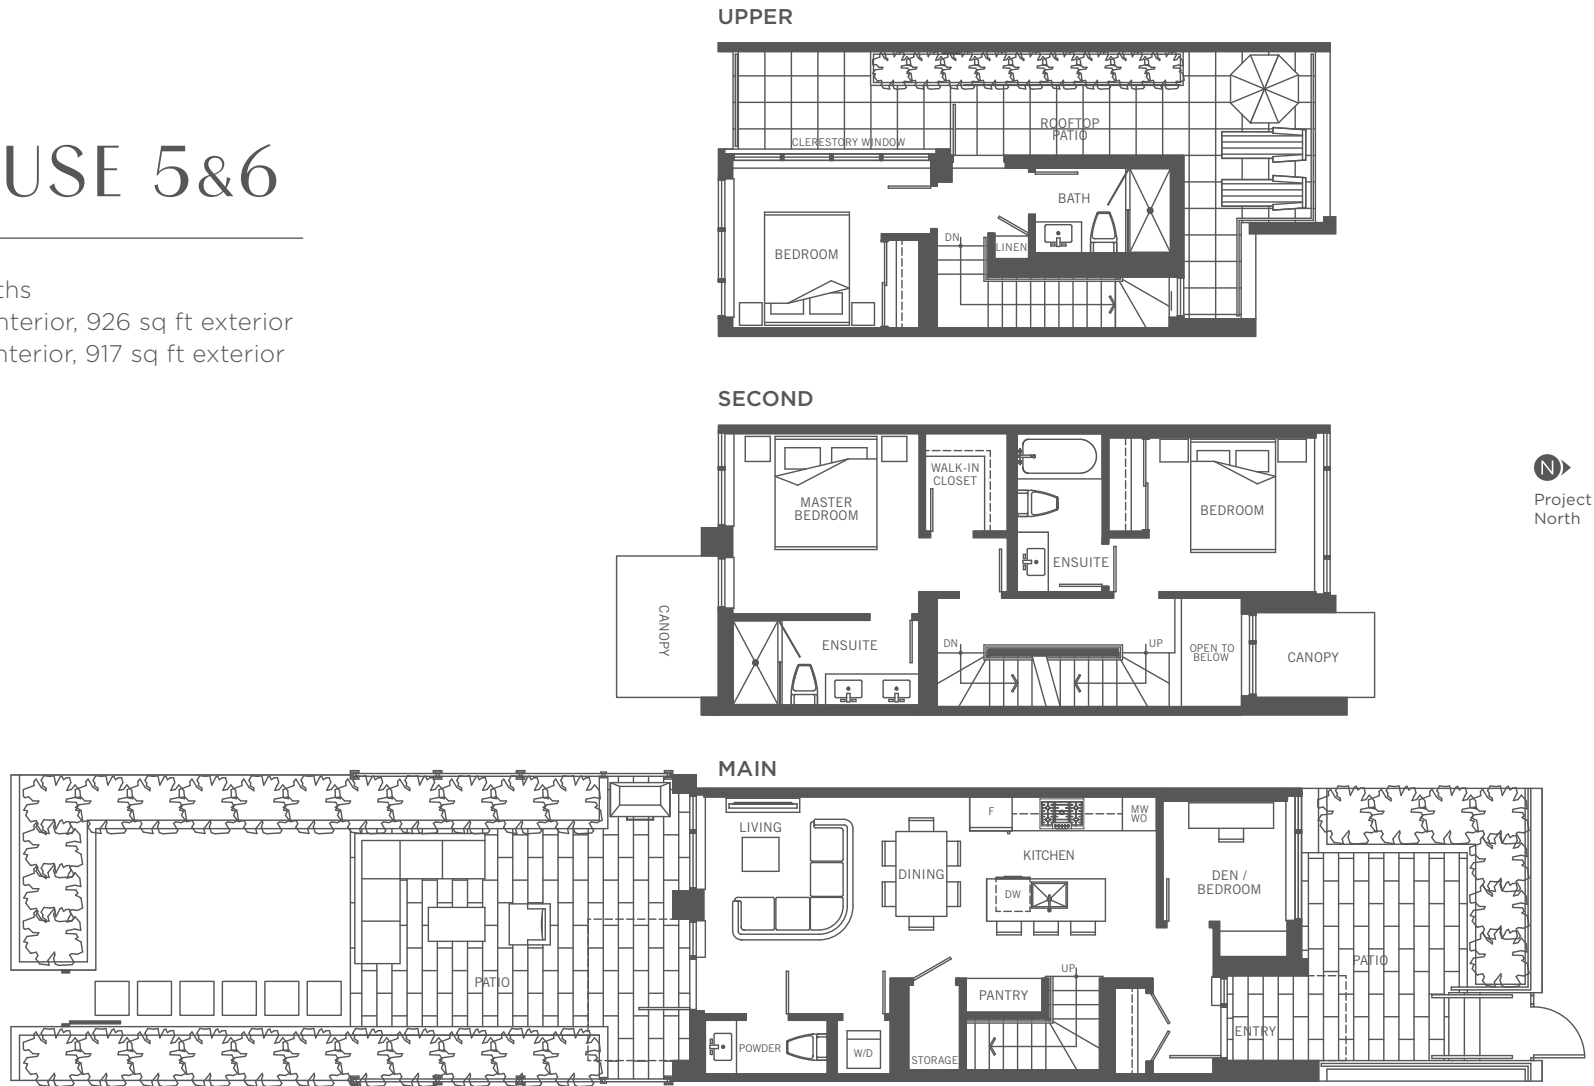 USE 5&6
ths
nterior, 926 sq ft exterior
nterior, 917 sq ft exterior
UPPER
ROOFTOP
PATIO
CLERESTORY WINDOW
BATH
DN
LINEN
BEDROOM
SECOND
WALK-IN
CLOSET
MASTER
BEDROOM
BEDROOM
ENSUITE
CANOPY
ENSUITE
DN
UP
OPEN TO
BELOW
CANOPY
N
Project
North
MAIN
LIVING
F
MW
WO
KITCHEN
DINING
DW
DEN /
BEDROOM
PATIO
PATIO
UP
PANTRY
ENTRY
POWDER
W/D
STORAGE